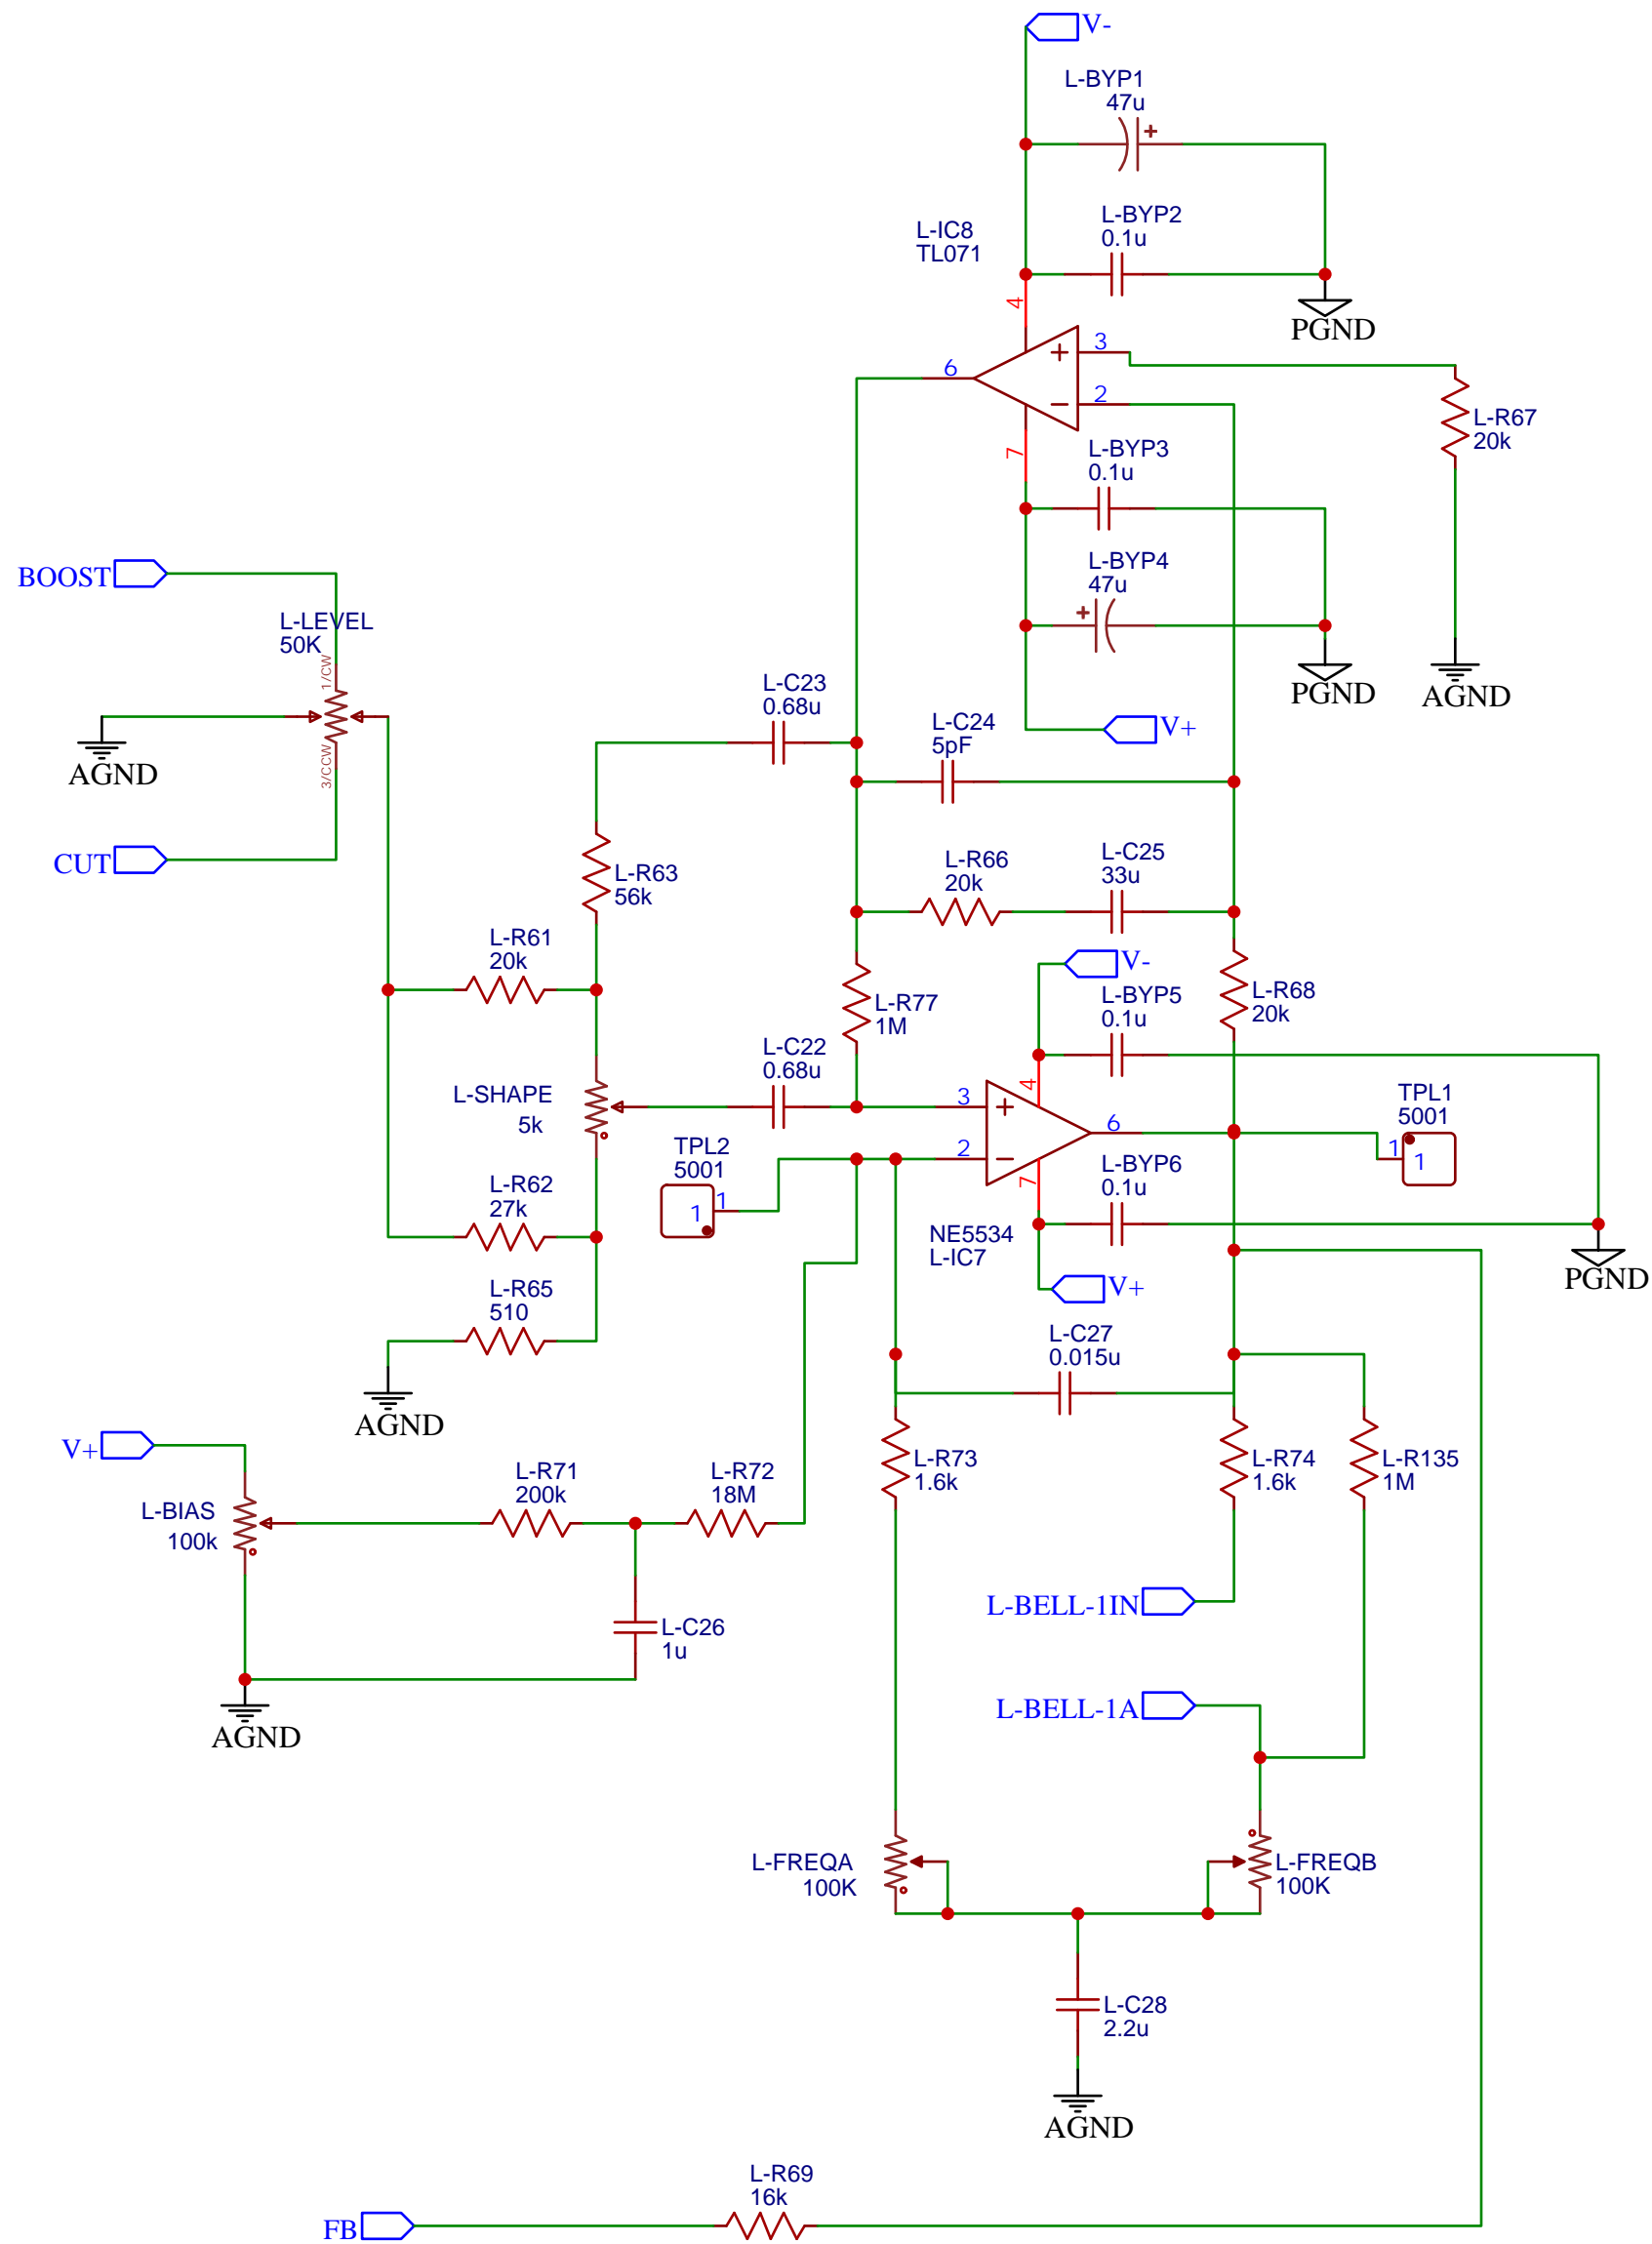 V-
L-BYP1
47u
+
L-BYP2
0.1u
L-IC8
TL071
4
PGND
3
6
2
L-R67
20k
7
L-BYP3
0.1u
BOOST
L-BYP4
47u
+
L-LEVEL
50K
1/CW
3/CCW
AGND
PGND
AGND
L-C23
0.68u
L-C24
5pF
V+
CUT
L-R63
56k
L-R66
20k
L-C25
33u
L-R61
20k
V-
L-R77
1M
L-BYP5
0.1u
L-R68
20k
L-C22
0.68u
L-SHAPE
5k
3
4
6
TPL1
5001
1
1
TPL2
5001
1
1
2
7
L-BYP6
0.1u
L-R62
27k
NE5534
L-IC7
PGND
L-R65
510
V+
L-C27
0.015u
AGND
V+
L-BIAS
100k
L-R71
200k
L-R72
18M
L-R73
1.6k
L-R74
1.6k
L-R135
1M
L-C26
1u
L-BELL-1IN
AGND
L-BELL-1A
L-FREQA
100K
L-FREQB
100K
L-C28
2.2u
AGND
L-R69
16k
FB